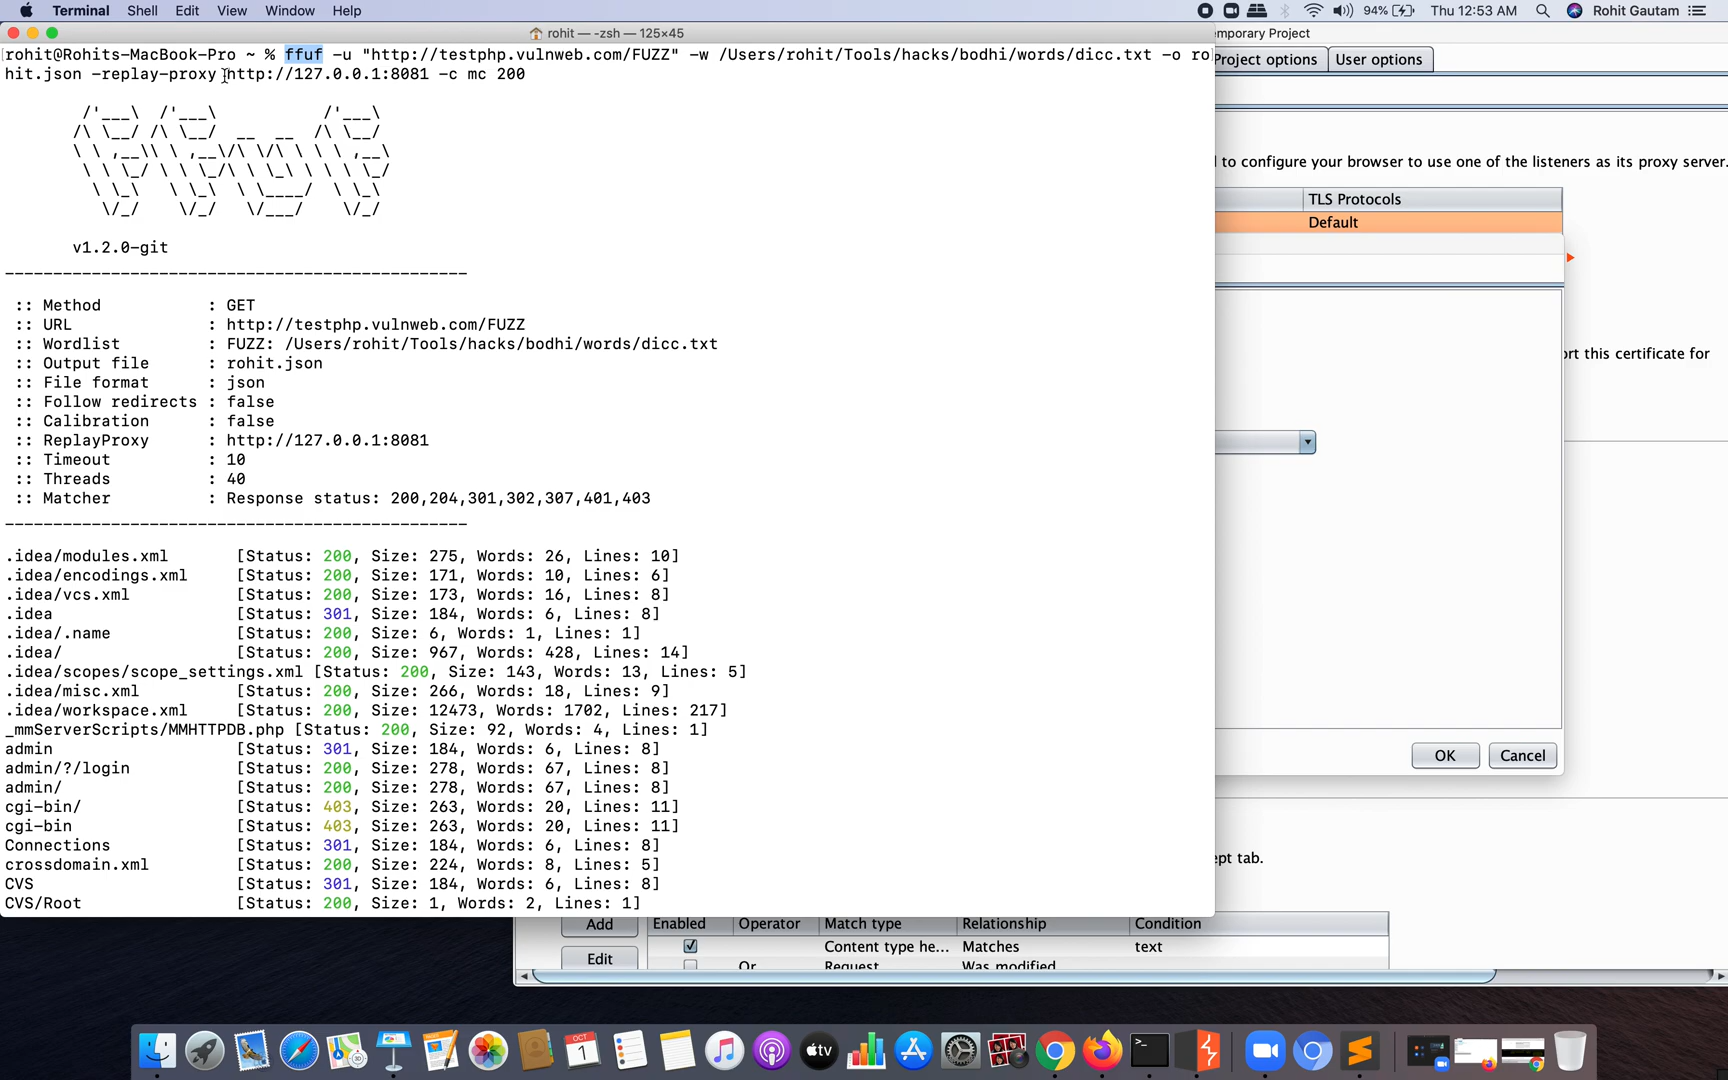 Terminal Shell Edit View Window Help 94% Thu 12:53 AM Rohit Gautam
rohit — -zsh — 125×45
temporary Project
rohit@Rohits-MacBook-Pro ~ % ffuf -u "http://testphp.vulnweb.com/FUZZ" -w /Users/rohit/Tools/hacks/bodhi/words/dicc.txt -o ro
hit.json -replay-proxy http://127.0.0.1:8081 -c mc 200
Project options User options
v1.2.0-git
to configure your browser to use one of the listeners as its proxy server.
TLS Protocols
Default
:: Method : GET
:: URL : http://testphp.vulnweb.com/FUZZ
:: Wordlist : FUZZ: /Users/rohit/Tools/hacks/bodhi/words/dicc.txt
:: Output file : rohit.json
:: File format : json
:: Follow redirects : false
:: Calibration : false
:: ReplayProxy : http://127.0.0.1:8081
:: Timeout : 10
:: Threads : 40
:: Matcher : Response status: 200,204,301,302,307,401,403
this certificate for
.idea/modules.xml [Status: 200, Size: 275, Words: 26, Lines: 10]
.idea/encodings.xml [Status: 200, Size: 171, Words: 10, Lines: 6]
.idea/vcs.xml [Status: 200, Size: 173, Words: 16, Lines: 8]
.idea [Status: 301, Size: 184, Words: 6, Lines: 8]
.idea/.name [Status: 200, Size: 6, Words: 1, Lines: 1]
.idea/ [Status: 200, Size: 967, Words: 428, Lines: 14]
.idea/scopes/scope_settings.xml [Status: 200, Size: 143, Words: 13, Lines: 5]
.idea/misc.xml [Status: 200, Size: 266, Words: 18, Lines: 9]
.idea/workspace.xml [Status: 200, Size: 12473, Words: 1702, Lines: 217]
_mmServerScripts/MMHTTPDB.php [Status: 200, Size: 92, Words: 4, Lines: 1]
admin [Status: 301, Size: 184, Words: 6, Lines: 8]
admin/?/login [Status: 200, Size: 278, Words: 67, Lines: 8]
admin/ [Status: 200, Size: 278, Words: 67, Lines: 8]
cgi-bin/ [Status: 403, Size: 263, Words: 20, Lines: 11]
cgi-bin [Status: 403, Size: 263, Words: 20, Lines: 11]
Connections [Status: 301, Size: 184, Words: 6, Lines: 8]
crossdomain.xml [Status: 200, Size: 224, Words: 8, Lines: 5]
CVS [Status: 301, Size: 184, Words: 6, Lines: 8]
CVS/Root [Status: 200, Size: 1, Words: 2, Lines: 1]
OK Cancel
ept tab.
Add Enabled Operator Match type Relationship Condition
Content type he... Matches text
Edit Or Request Was modified
OCT
1
tv